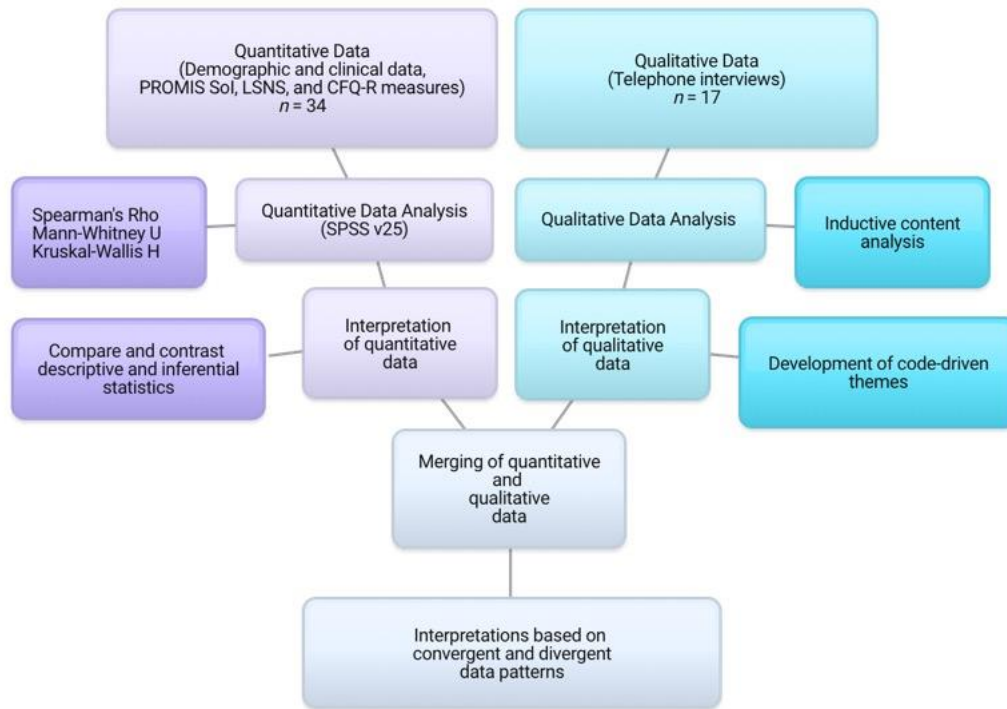 Quantitative Data
(Demographic and clinical data,
PROMIS SoI, LSNS, and CFQ-R measures)
n = 34
Qualitative Data
(Telephone interviews)
n = 17
Spearman's Rho
Mann-Whitney U
Kruskal-Wallis H
Quantitative Data Analysis
(SPSS v25)
Qualitative Data Analysis
Inductive content
analysis
Compare and contrast
descriptive and inferential
statistics
Interpretation
of quantitative
data
Interpretation
of qualitative
data
Development of code-driven
themes
Merging of quantitative
and
qualitative
data
Interpretations based on
convergent and divergent
data patterns